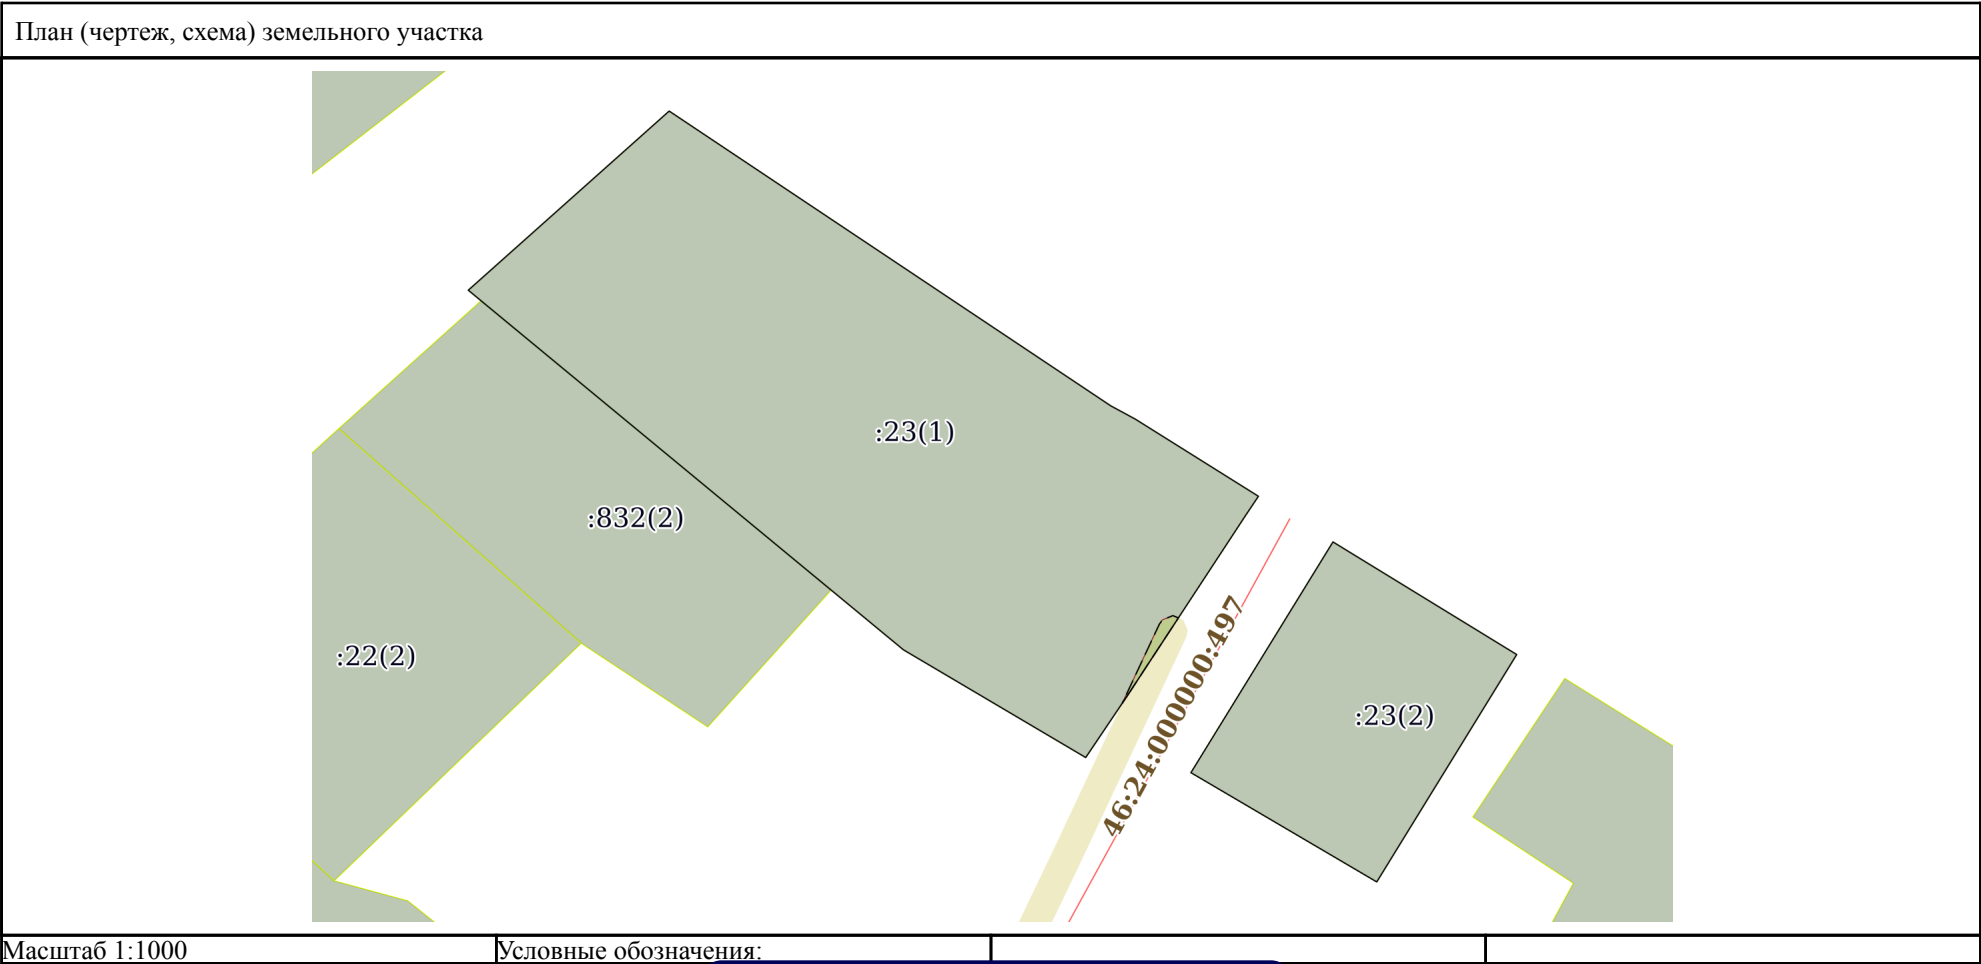 План (чертеж, схема) земельного участка
:23(1)
:832(2)
:22(2)
46:24:000000:497
:23(2)
Масштаб 1:1000
Условные обозначения: